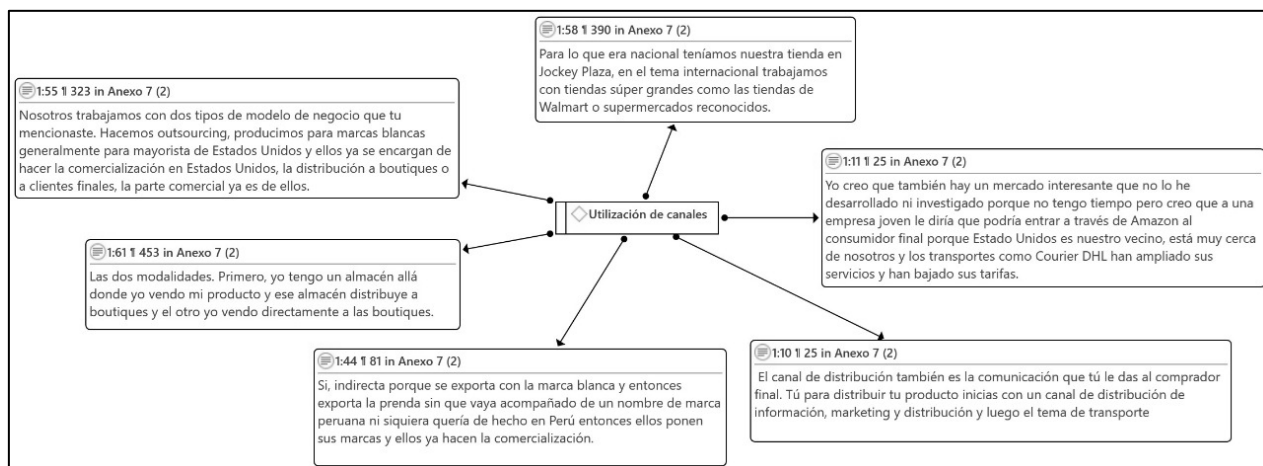 1:58 ¶ 390 in Anexo 7 (2)
Para lo que era nacional teníamos nuestra tienda en
Jockey Plaza, en el tema internacional trabajamos
con tiendas súper grandes como las tiendas de
Walmart o supermercados reconocidos.
1:55 ¶ 323 in Anexo 7 (2)
Nosotros trabajamos con dos tipos de modelo de negocio que tu
mencionaste. Hacemos outsourcing, producimos para marcas blancas
generalmente para mayorista de Estados Unidos y ellos ya se encargan de
hacer la comercialización en Estados Unidos, la distribución a boutiques o
a clientes finales, la parte comercial ya es de ellos.
1:11 ¶ 25 in Anexo 7 (2)
Yo creo que también hay un mercado interesante que no lo he
desarrollado ni investigado porque no tengo tiempo pero creo que a una
empresa joven le diría que podría entrar a través de Amazon al
consumidor final porque Estado Unidos es nuestro vecino, está muy cerca
de nosotros y los transportes como Courier DHL han ampliado sus
servicios y han bajado sus tarifas.
Utilización de canales
1:61 ¶ 453 in Anexo 7 (2)
Las dos modalidades. Primero, yo tengo un almacén allá
donde yo vendo mi producto y ese almacén distribuye a
boutiques y el otro yo vendo directamente a las boutiques.
1:44 ¶ 81 in Anexo 7 (2)
Si, indirecta porque se exporta con la marca blanca y entonces
exporta la prenda sin que vaya acompañado de un nombre de marca
peruana ni siquiera quería de hecho en Perú entonces ellos ponen
sus marcas y ellos ya hacen la comercialización.
1:10 ¶ 25 in Anexo 7 (2)
El canal de distribución también es la comunicación que tú le das al comprador
final. Tú para distribuir tu producto inicias con un canal de distribución de
información, marketing y distribución y luego el tema de transporte